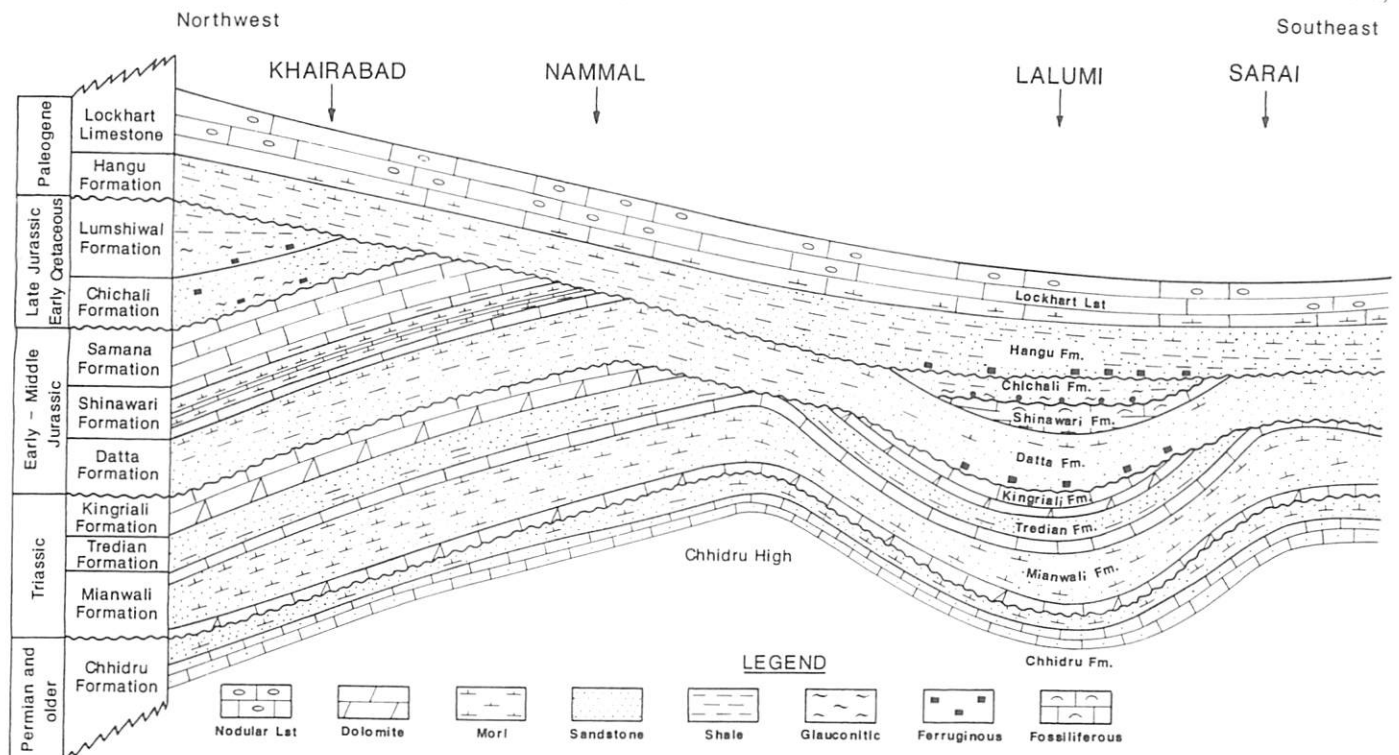 Northwest
Southeast
KHAIRABAD
NAMMAL
LALUMI
SARAI
Paleogene
Lockhart
Limestone
Hangu
Formation
Late Jurassic
Early Cretaceous
Lumshiwal
Formation
Chichali
Formation
Early - Middle
Jurassic
Samana
Formation
Shinawari
Formation
Datta
Formation
Triassic
Kingriali
Formation
Tredian
Formation
Mianwali
Formation
Permian and
older
Chhidru
Formation
Lockhart Lst
Hangu Fm.
Chichali Fm.
Shinawari Fm.
Datta Fm.
Kingriali Fm.
Tredian Fm.
Mianwali Fm.
Chhidru High
Chhidru Fm.
LEGEND
Nodular Lst
Dolomite
Morl
Sandstone
Shale
Glauconitic
Ferruginous
Fossiliferous